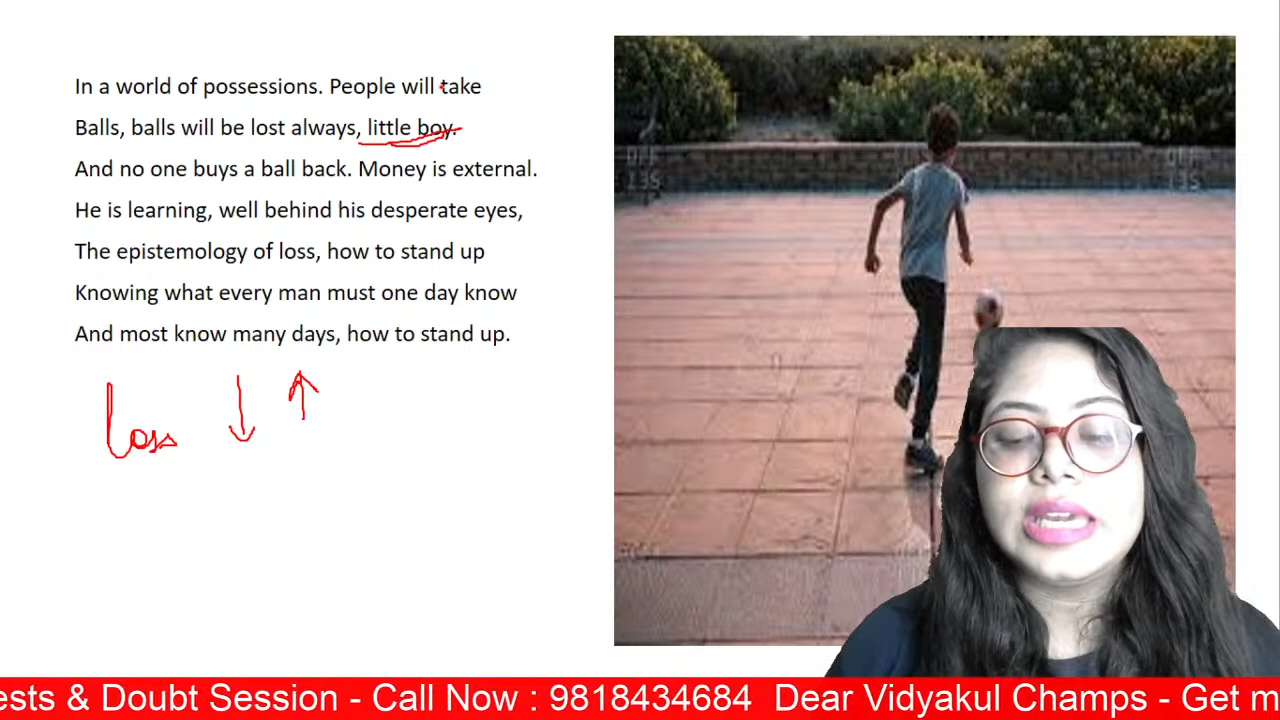 In a world of possessions. People will take
Balls, balls will be lost always, little boy.
And no one buys a ball back. Money is external.
He is learning, well behind his desperate eyes,
The epistemology of loss, how to stand up
Knowing what every man must one day know
And most know many days, how to stand up.
Loss
ests & Doubt Session - Call Now : 9818434684 Dear Vidyakul Champs - Get m